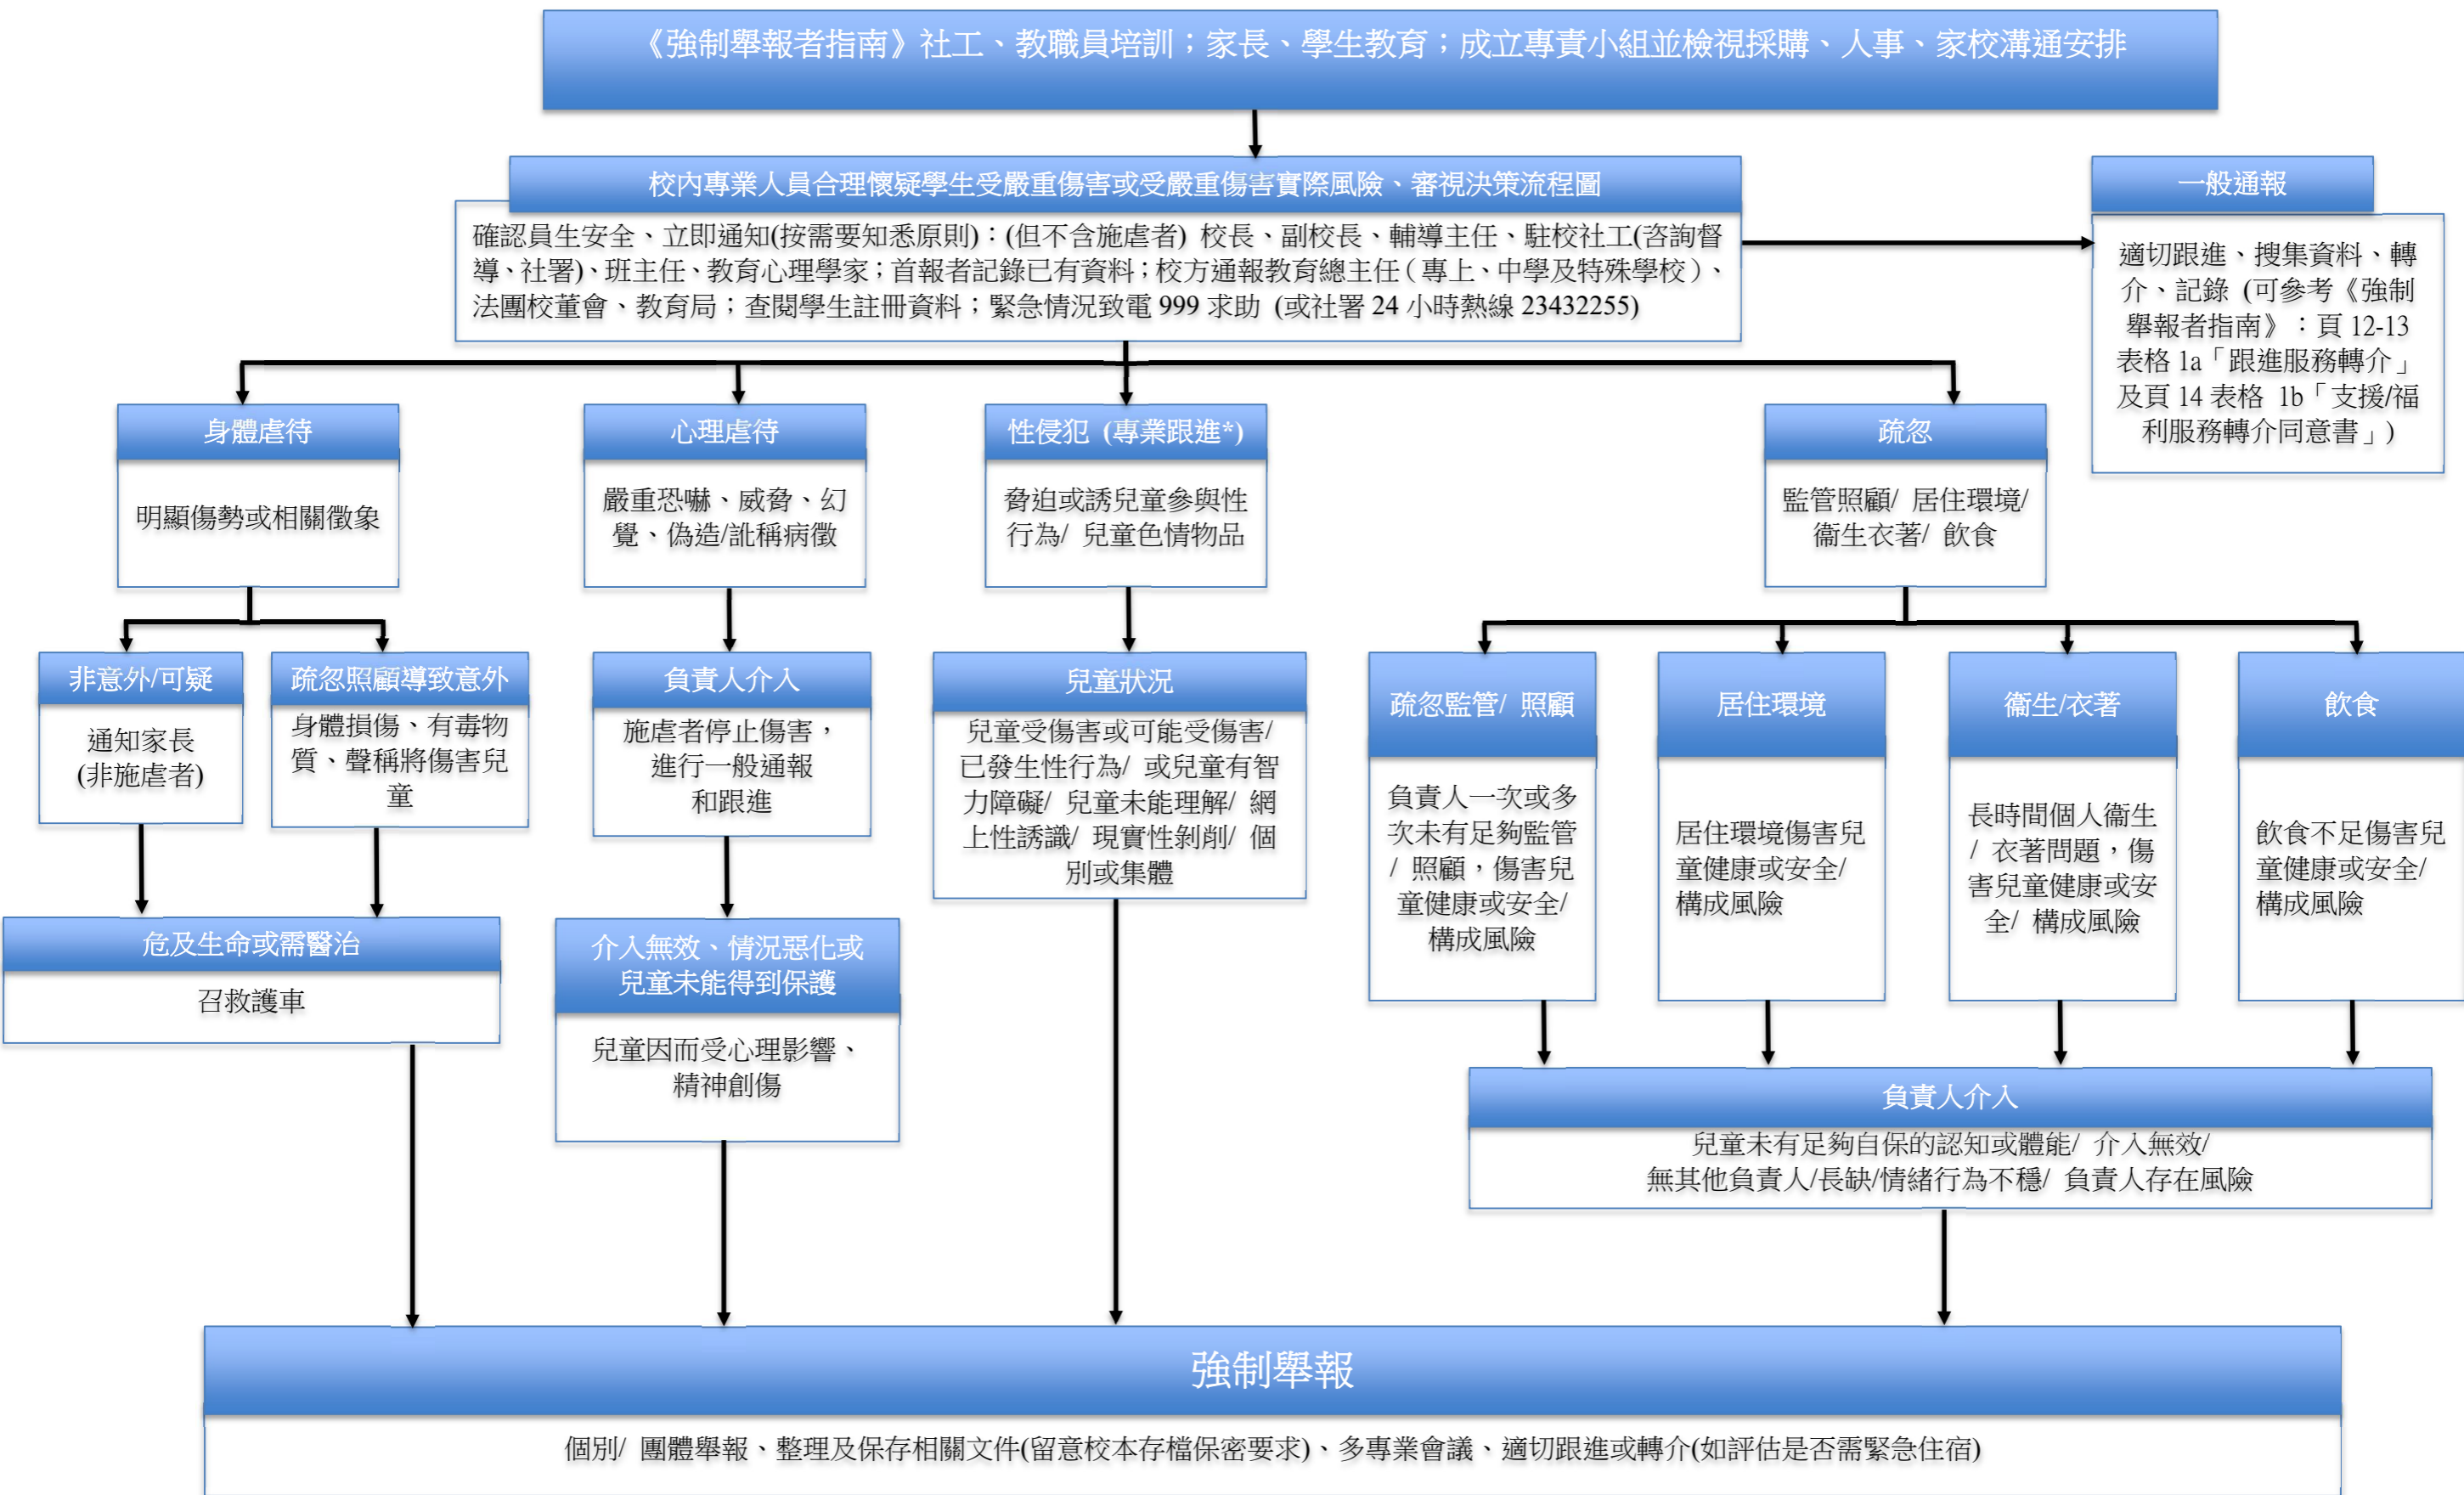 《強制舉報者指南》社工、教職員培訓；家長、學生教育；成立專責小組並檢視採購、人事、家校溝通安排
校內專業人員合理懷疑學生受嚴重傷害或受嚴重傷害實際風險、審視決策流程圖
確認員生安全、立即通知(按需要知悉原則)：(但不含施虐者) 校長、副校長、輔導主任、駐校社工(咨詢督
導、社署)、班主任、教育心理學家；首報者記錄已有資料；校方通報教育總主任（專上、中學及特殊學校）、
法團校董會、教育局；查閱學生註冊資料；緊急情況致電 999 求助 (或社署 24 小時熱線 23432255)
一般通報
適切跟進、搜集資料、轉
介、記錄 (可參考《強制
舉報者指南》：頁 12-13
表格 1a「跟進服務轉介」
及頁 14 表格 1b「支援/福
利服務轉介同意書」)
身體虐待
明顯傷勢或相關徵象
心理虐待
嚴重恐嚇、威脅、幻
覺、偽造/訛稱病徵
性侵犯 (專業跟進*)
脅迫或誘兒童參與性
行為/ 兒童色情物品
疏忽
監管照顧/ 居住環境/
衞生衣著/ 飲食
非意外/可疑
通知家長
(非施虐者)
疏忽照顧導致意外
身體損傷、有毒物
質、聲稱將傷害兒
童
負責人介入
施虐者停止傷害，
進行一般通報
和跟進
兒童狀況
兒童受傷害或可能受傷害/
已發生性行為/ 或兒童有智
力障礙/ 兒童未能理解/ 網
上性誘識/ 現實性剝削/ 個
別或集體
疏忽監管/ 照顧
負責人一次或多
次未有足夠監管
/ 照顧，傷害兒
童健康或安全/
構成風險
居住環境
居住環境傷害兒
童健康或安全/
構成風險
衞生/衣著
長時間個人衞生
/ 衣著問題，傷
害兒童健康或安
全/ 構成風險
飲食
飲食不足傷害兒
童健康或安全/
構成風險
危及生命或需醫治
召救護車
介入無效、情況惡化或
兒童未能得到保護
兒童因而受心理影響、
精神創傷
負責人介入
兒童未有足夠自保的認知或體能/ 介入無效/
無其他負責人/長缺/情緒行為不穩/ 負責人存在風險
強制舉報
個別/ 團體舉報、整理及保存相關文件(留意校本存檔保密要求)、多專業會議、適切跟進或轉介(如評估是否需緊急住宿)